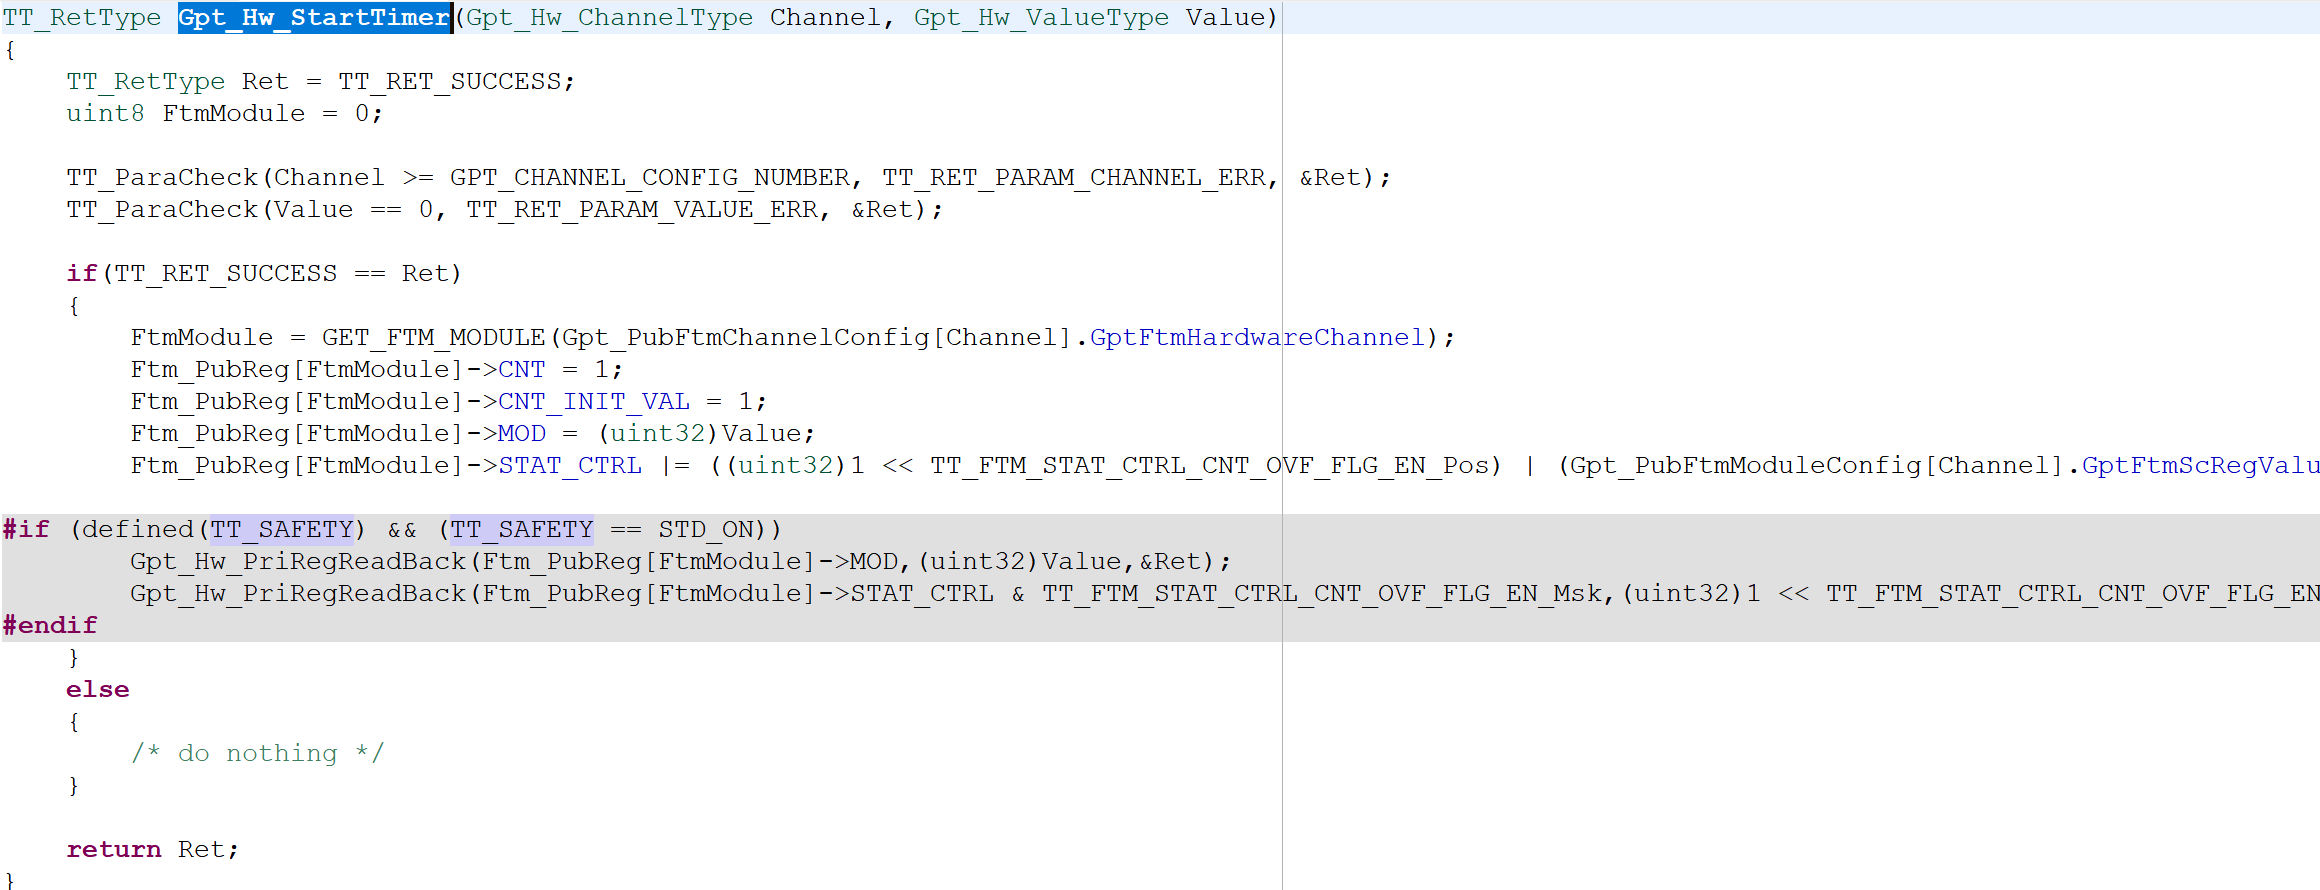 TT_RetType Gpt_Hw_StartTimer(Gpt_Hw_ChannelType Channel, Gpt_Hw_ValueType Value)
{
    TT_RetType Ret = TT_RET_SUCCESS;
    uint8 FtmModule = 0;
    TT_ParaCheck(Channel >= GPT_CHANNEL_CONFIG_NUMBER, TT_RET_PARAM_CHANNEL_ERR, &Ret);
    TT_ParaCheck(Value == 0, TT_RET_PARAM_VALUE_ERR, &Ret);
    if(TT_RET_SUCCESS == Ret)
    {
        FtmModule = GET_FTM_MODULE(Gpt_PubFtmChannelConfig[Channel].GptFtmHardwareChannel);
        Ftm_PubReg[FtmModule]->CNT = 1;
        Ftm_PubReg[FtmModule]->CNT_INIT_VAL = 1;
        Ftm_PubReg[FtmModule]->MOD = (uint32)Value;
        Ftm_PubReg[FtmModule]->STAT_CTRL |= ((uint32)1 << TT_FTM_STAT_CTRL_CNT_OVF_FLG_EN_Pos) | (Gpt_PubFtmModuleConfig[Channel].GptFtmScRegValu
#if (defined(TT_SAFETY) && (TT_SAFETY == STD_ON))
        Gpt_Hw_PriRegReadBack(Ftm_PubReg[FtmModule]->MOD,(uint32)Value,&Ret);
        Gpt_Hw_PriRegReadBack(Ftm_PubReg[FtmModule]->STAT_CTRL & TT_FTM_STAT_CTRL_CNT_OVF_FLG_EN_Msk,(uint32)1 << TT_FTM_STAT_CTRL_CNT_OVF_FLG_EN
#endif
    }
    else
    {
        /* do nothing */
    }
    return Ret;
}